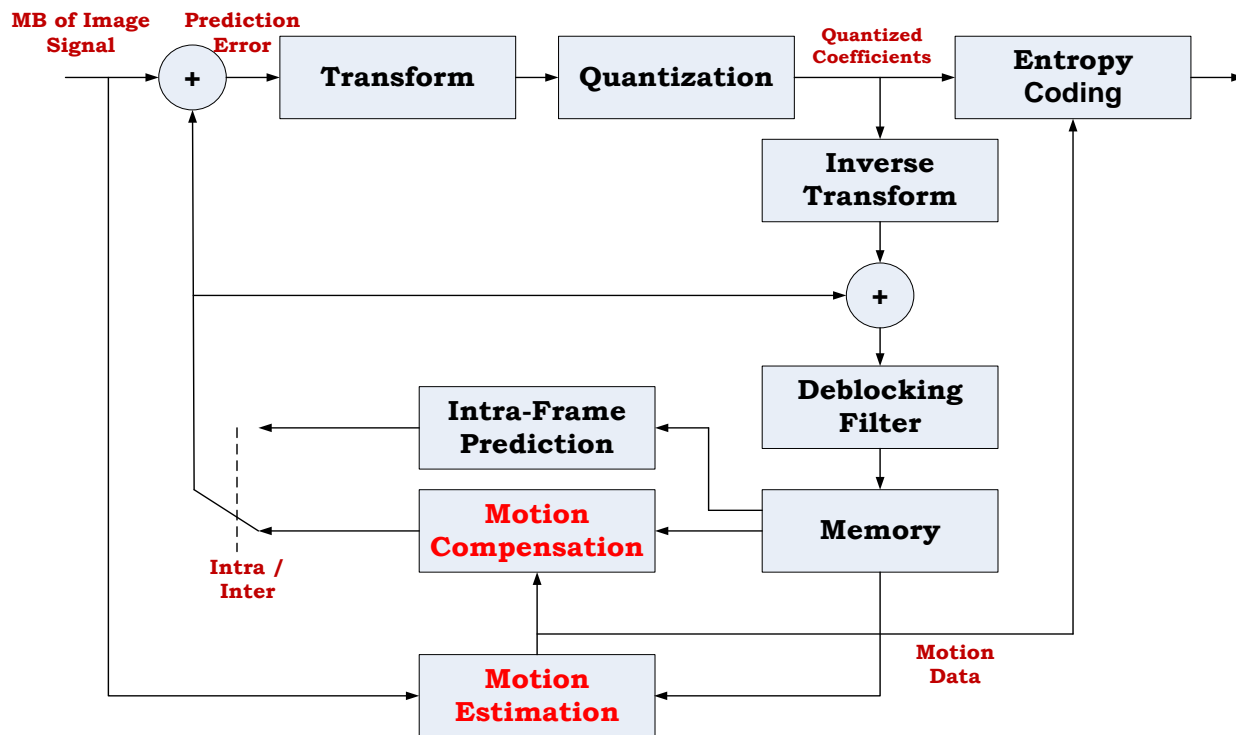 MB of Image
Signal
Prediction
Error
+
Transform
Quantization
Quantized
Coefficients
Entropy
Coding
Inverse
Transform
+
Deblocking
Filter
Intra-Frame
Prediction
Motion
Compensation
Memory
Intra /
Inter
Motion
Data
Motion
Estimation